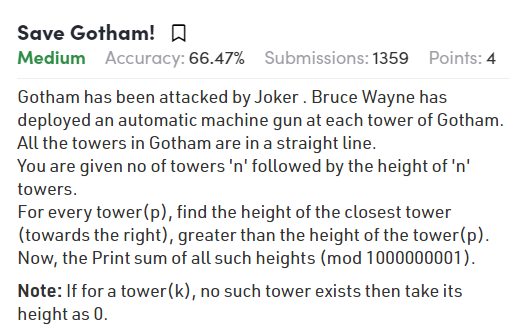 Save Gotham!
Medium Accuracy: 66.47% Submissions: 1359 Points: 4
Gotham has been attacked by Joker . Bruce Wayne has
deployed an automatic machine gun at each tower of Gotham.
All the towers in Gotham are in a straight line.
You are given no of towers 'n' followed by the height of 'n'
towers.
For every tower(p), find the height of the closest tower
(towards the right), greater than the height of the tower(p).
Now, the Print sum of all such heights (mod 1000000001).
Note: If for a tower(k), no such tower exists then take its
height as 0.